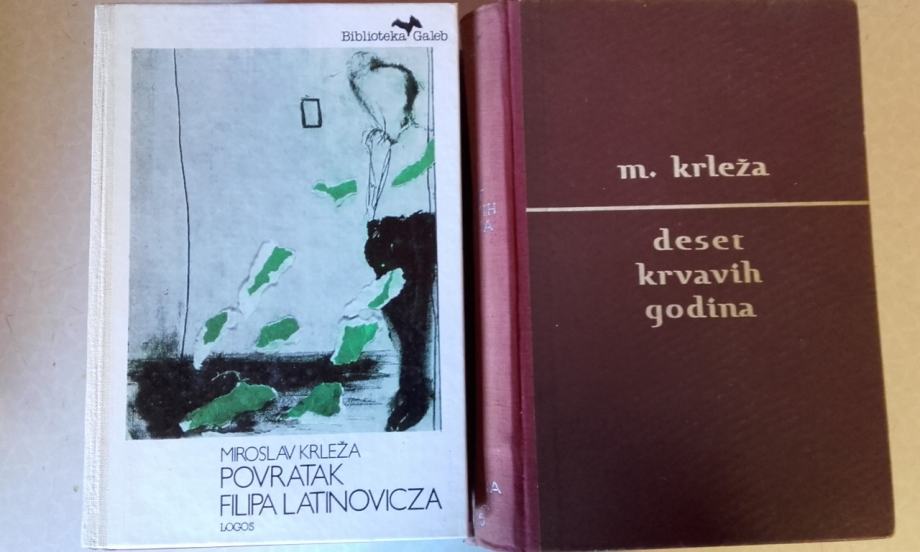 Biblioteka Galeb
MIROSLAV KRLEŽA
POVRATAK
FILIPA LATINOVICZA
LOGOS
m. krleža
deset
krvavih
godina